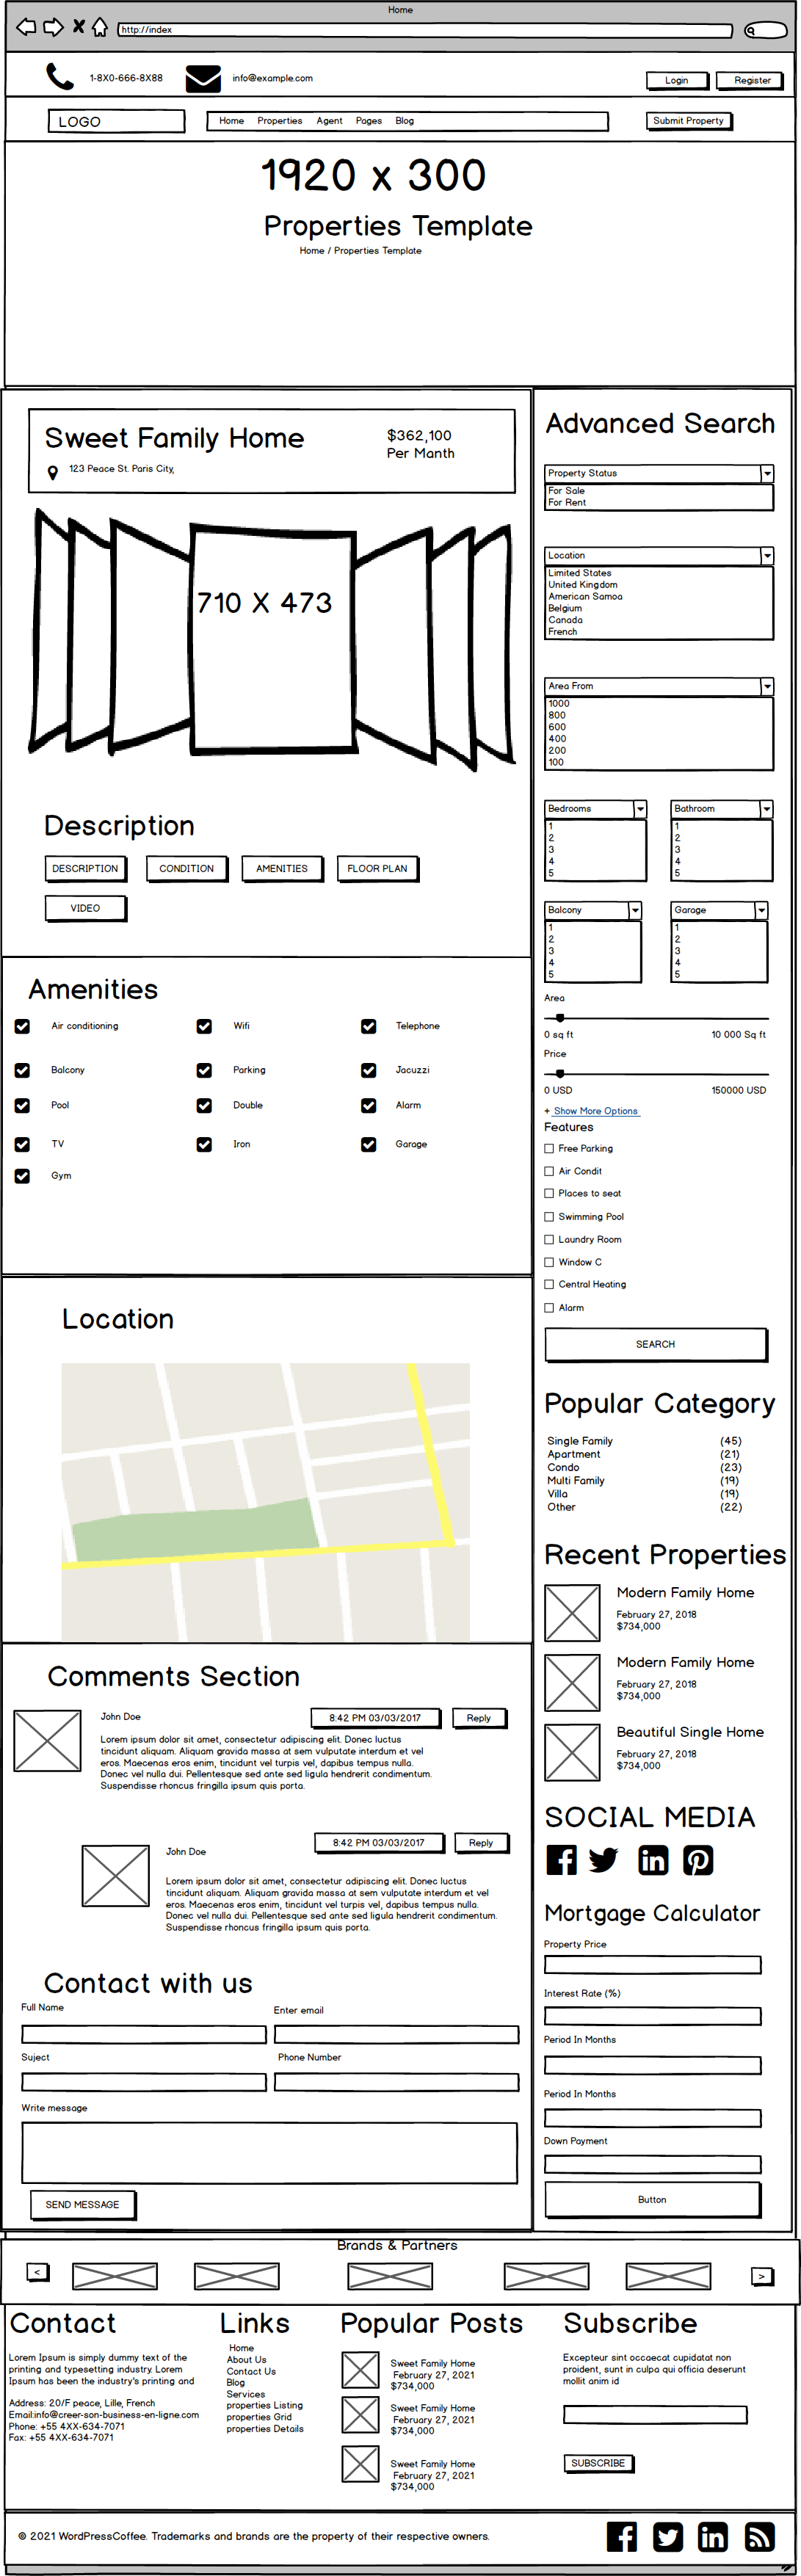 Home
http://index
1-8X0-666-8X88
info@example.com
Login
Register
LOGO
Home Properties Agent Pages Blog
Submit Property
1920 x 300
Properties Template
Home / Properties Template
Sweet Family Home
$362,100
Per Manth
123 Peace St. Paris City,
710 X 473
Description
DESCRIPTION
CONDITION
AMENITIES
FLOOR PLAN
VIDEO
Amenities
Air conditioning
Wifi
Telephone
Balcony
Parking
Jacuzzi
Pool
Double
Alarm
TV
Iron
Garage
Gym
Location
Comments Section
John Doe
8:42 PM 03/03/2017
Reply
Lorem ipsum dolor sit amet, consectetur adipiscing elit. Donec luctus
tincidunt aliquam. Aliquam gravida massa at sem vulputate interdum et vel
eros. Maecenas eros enim, tincidunt vel turpis vel, dapibus tempus nulla.
Donec vel nulla dui. Pellentesque sed ante sed ligula hendrerit condimentum.
Suspendisse rhoncus fringilla ipsum quis porta.
John Doe
8:42 PM 03/03/2017
Reply
Lorem ipsum dolor sit amet, consectetur adipiscing elit. Donec luctus
tincidunt aliquam. Aliquam gravida massa at sem vulputate interdum et vel
eros. Maecenas eros enim, tincidunt vel turpis vel, dapibus tempus nulla.
Donec vel nulla dui. Pellentesque sed ante sed ligula hendrerit condimentum.
Suspendisse rhoncus fringilla ipsum quis porta.
Contact with us
Full Name
Enter email
Suject
Phone Number
Write message
SEND MESSAGE
Advanced Search
Property Status
For Sale
For Rent
Location
Limited States
United Kingdom
American Samoa
Belgium
Canada
French
Area From
1000
800
600
400
200
100
Bedrooms
1
2
3
4
5
Bathroom
1
2
3
4
5
Balcony
1
2
3
4
5
Garage
1
2
3
4
5
Area
0 sq ft
10 000 Sq ft
Price
0 USD
150000 USD
+ Show More Options
Features
Free Parking
Air Condit
Places to seat
Swimming Pool
Laundry Room
Window C
Central Heating
Alarm
SEARCH
Popular Category
Single Family (45)
Apartment (21)
Condo (23)
Multi Family (19)
Villa (19)
Other (22)
Recent Properties
Modern Family Home
February 27, 2018
$734,000
Modern Family Home
February 27, 2018
$734,000
Beautiful Single Home
February 27, 2018
$734,000
SOCIAL MEDIA
Mortgage Calculator
Property Price
Interest Rate (%)
Period In Months
Period In Months
Down Payment
Button
Brands & Partners
<
>
Contact
Lorem Ipsum is simply dummy text of the
printing and typesetting industry. Lorem
Ipsum has been the industry's printing and
Address: 20/F peace, Lille, French
Email:info@creer-son-business-en-ligne.com
Phone: +55 4XX-634-7071
Fax: +55 4XX-634-7071
Links
Home
About Us
Contact Us
Blog
Services
properties Listing
properties Grid
properties Details
Popular Posts
Sweet Family Home
February 27, 2021
$734,000
Sweet Family Home
February 27, 2021
$734,000
Sweet Family Home
February 27, 2021
$734,000
Subscribe
Excepteur sint occaecat cupidatat non
proident, sunt in culpa qui officia deserunt
mollit anim id
SUBSCRIBE
© 2021 WordPressCoffee. Trademarks and brands are the property of their respective owners.